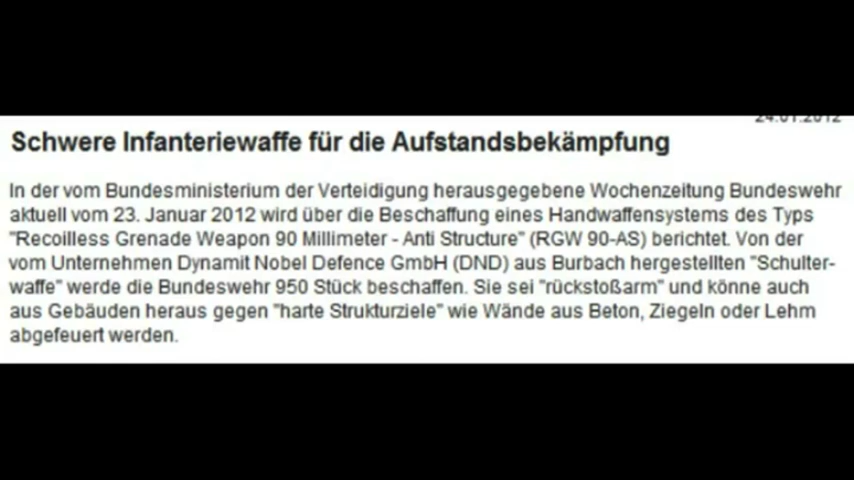 24.01.2012
Schwere Infanteriewaffe für die Aufstandsbekämpfung
In der vom Bundesministerium der Verteidigung herausgegebene Wochenzeitung Bundeswehr
aktuell vom 23. Januar 2012 wird über die Beschaffung eines Handwaffensystems des Typs
"Recoilless Grenade Weapon 90 Millimeter - Anti Structure" (RGW 90-AS) berichtet. Von der
vom Unternehmen Dynamit Nobel Defence GmbH (DND) aus Burbach hergestellten "Schulter-
waffe" werde die Bundeswehr 950 Stück beschaffen. Sie sei "rückstoßarm" und könne auch
aus Gebäuden heraus gegen "harte Strukturziele" wie Wände aus Beton, Ziegeln oder Lehm
abgefeuert werden.